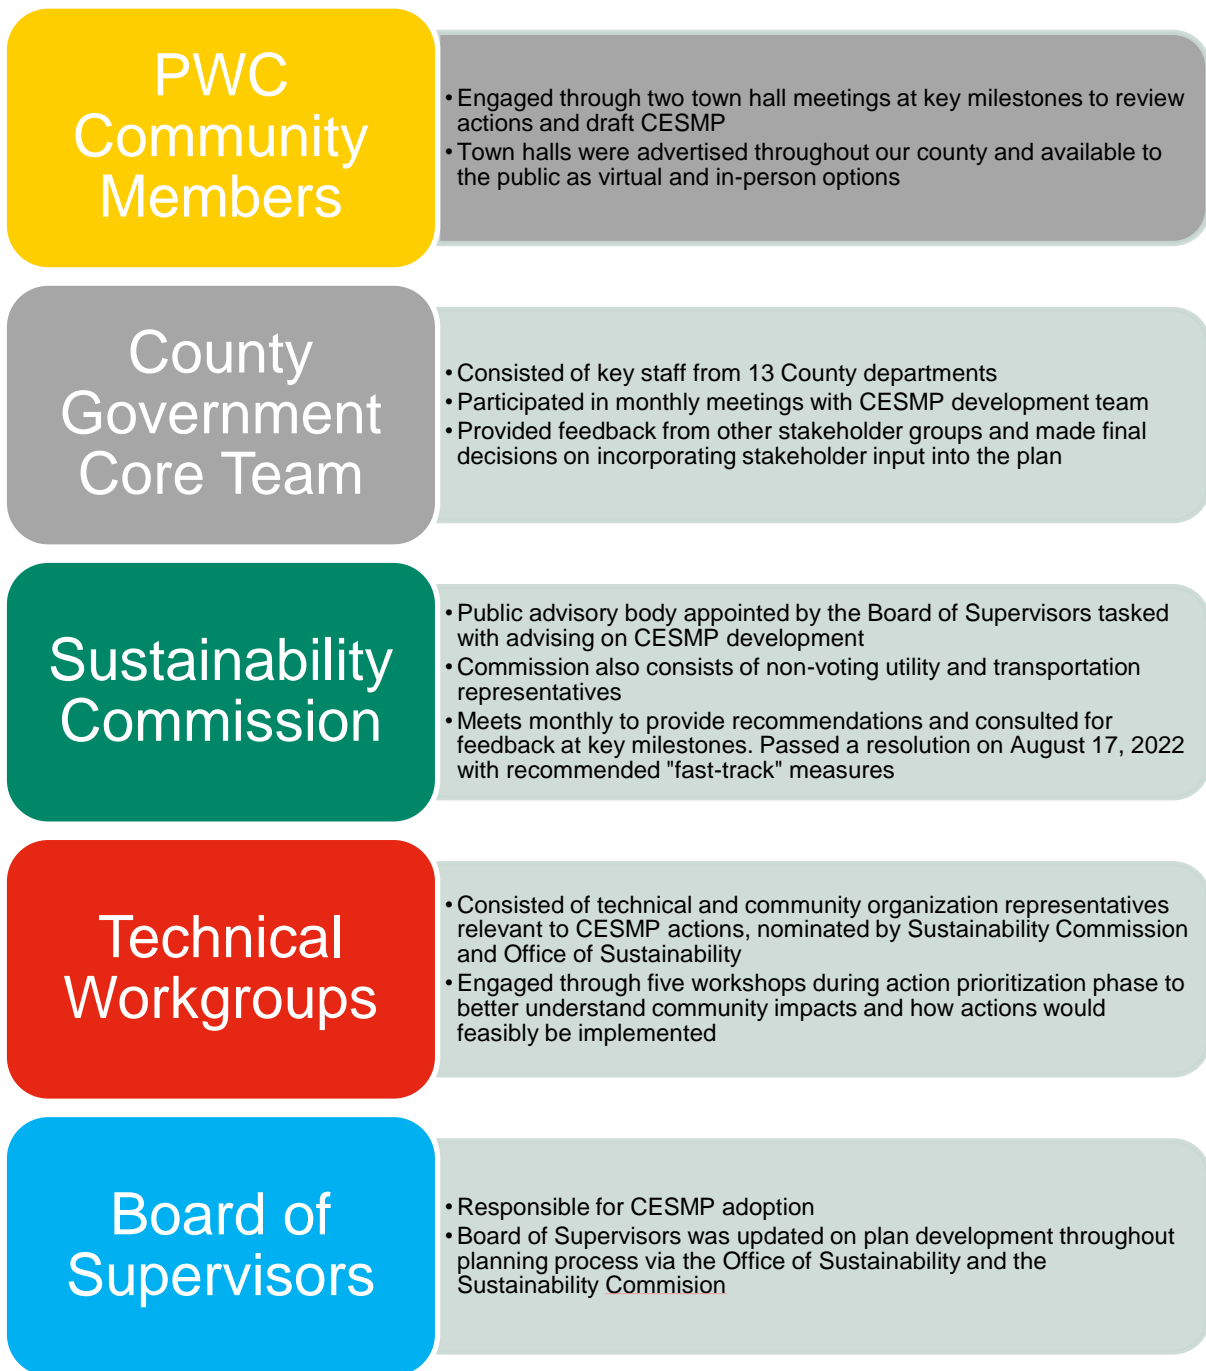 PWC
Community
Members
• Engaged through two town hall meetings at key milestones to review
actions and draft CESMP
• Town halls were advertised throughout our county and available to
the public as virtual and in-person options
County
Government
Core Team
• Consisted of key staff from 13 County departments
• Participated in monthly meetings with CESMP development team
• Provided feedback from other stakeholder groups and made final
decisions on incorporating stakeholder input into the plan
Sustainability
Commission
• Public advisory body appointed by the Board of Supervisors tasked
with advising on CESMP development
• Commission also consists of non-voting utility and transportation
representatives
• Meets monthly to provide recommendations and consulted for
feedback at key milestones. Passed a resolution on August 17, 2022
with recommended "fast-track" measures
Technical
Workgroups
• Consisted of technical and community organization representatives
relevant to CESMP actions, nominated by Sustainability Commission
and Office of Sustainability
• Engaged through five workshops during action prioritization phase to
better understand community impacts and how actions would
feasibly be implemented
Board of
Supervisors
• Responsible for CESMP adoption
• Board of Supervisors was updated on plan development throughout
planning process via the Office of Sustainability and the
Sustainability Commision